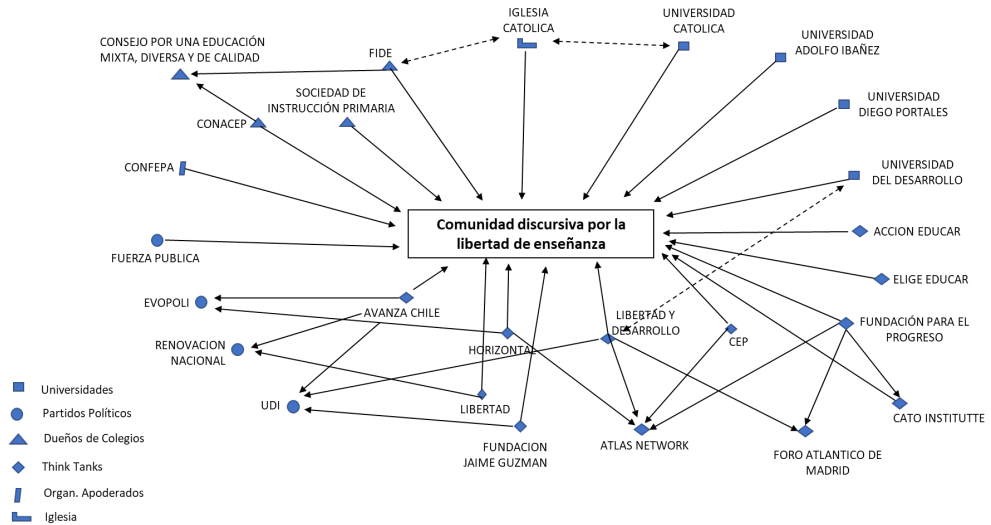 IGLESIA
CATOLICA
UNIVERSIDAD
CATOLICA
UNIVERSIDAD
ADOLFO IBAÑEZ
CONSEJO POR UNA EDUCACIÓN
MIXTA, DIVERSA Y DE CALIDAD
FIDE
SOCIEDAD DE
INSTRUCCIÓN PRIMARIA
UNIVERSIDAD
DIEGO PORTALES
CONACEP
CONFEPA
UNIVERSIDAD
DEL DESARROLLO
Comunidad discursiva por la
libertad de enseñanza
ACCION EDUCAR
FUERZA PUBLICA
ELIGE EDUCAR
EVOPOLI
AVANZA CHILE
LIBERTAD Y
DESARROLLO
FUNDACIÓN PARA EL
PROGRESO
RENOVACION
NACIONAL
HORIZONTAL
CEP
UDI
LIBERTAD
CATO INSTITUTTE
FUNDACION
JAIME GUZMAN
ATLAS NETWORK
FORO ATLANTICO DE
MADRID
Universidades
Partidos Políticos
Dueños de Colegios
Think Tanks
Organ. Apoderados
Iglesia